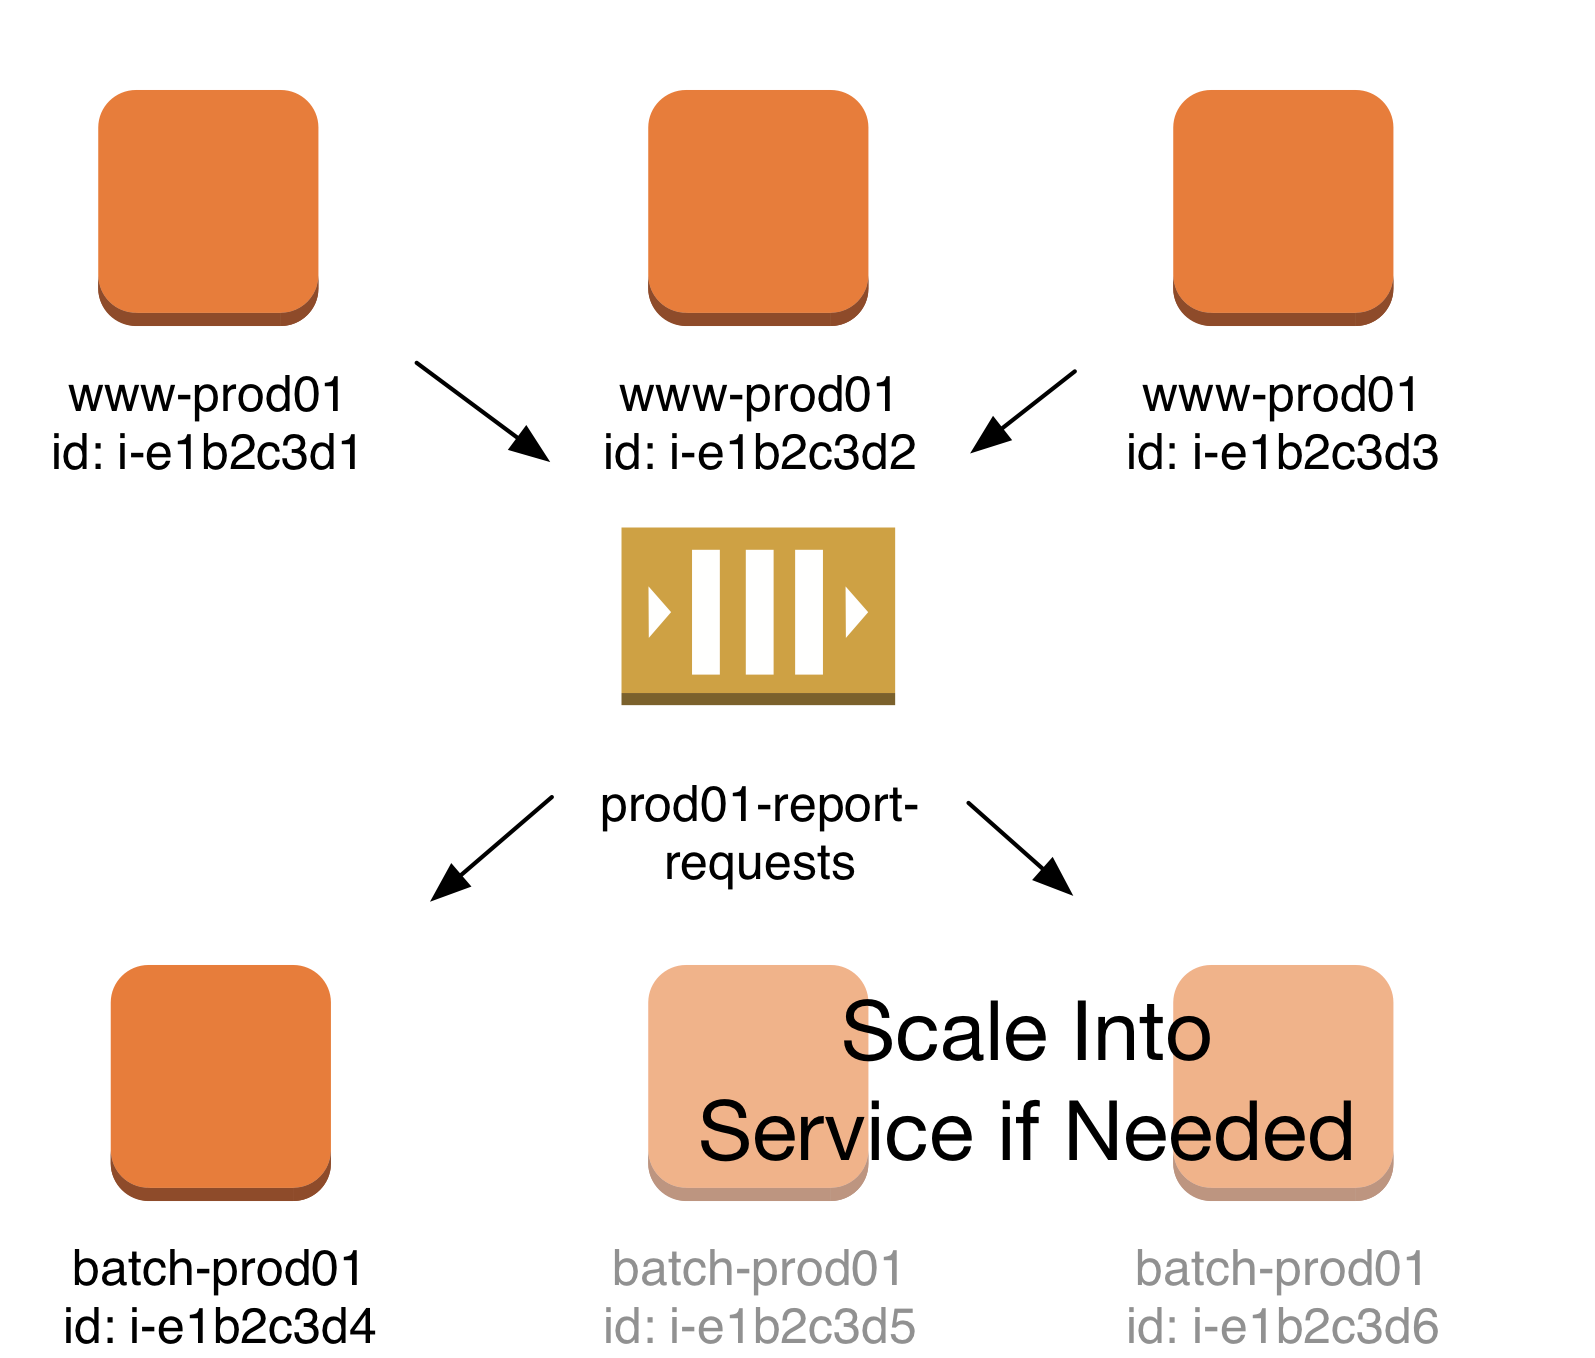 www-prod01
id: i-e1b2c3d1
www-prod01
id: i-e1b2c3d2
www-prod01
id: i-e1b2c3d3
prod01-report-
requests
Scale Into
Service if Needed
batch-prod01
id: i-e1b2c3d4
batch-prod01
id: i-e1b2c3d5
batch-prod01
id: i-e1b2c3d6